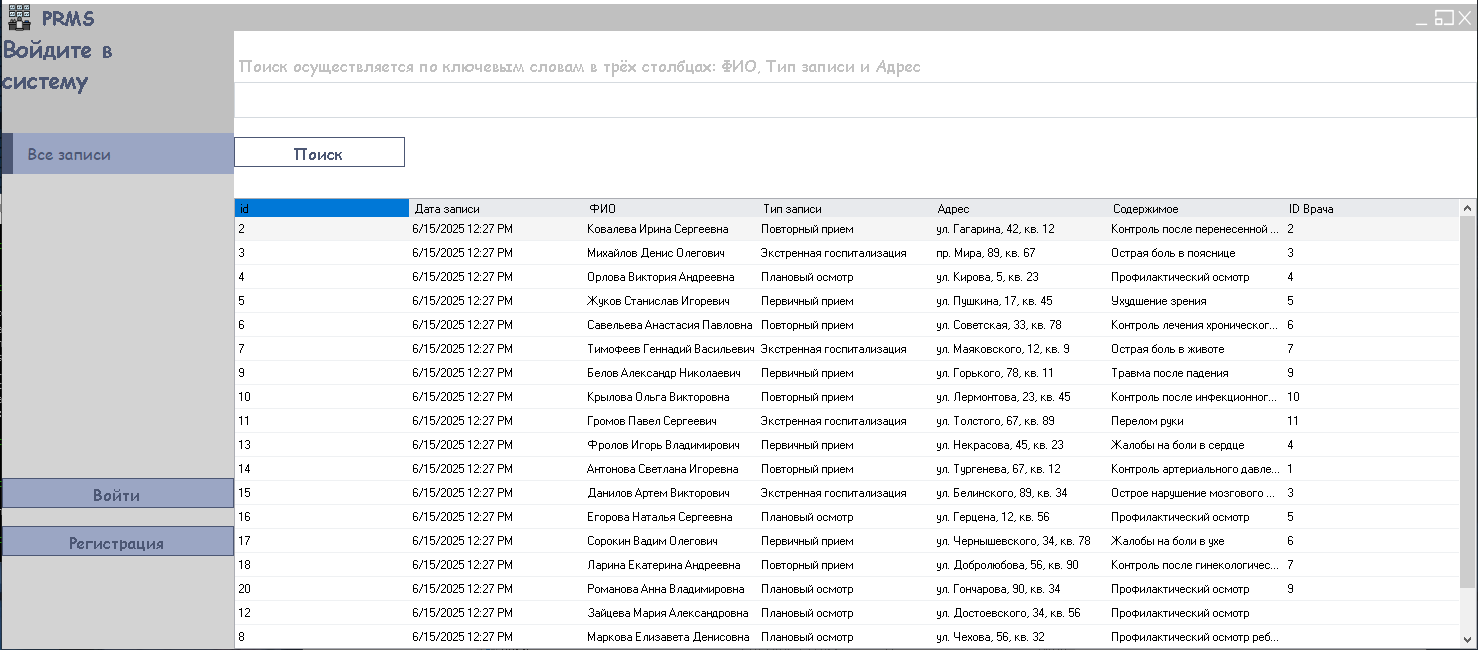 PRMS
Войдите в
систему
Поиск осуществляется по ключевым словам в трёх столбцах: ФИО, Тип записи и Адрес
Все записи
Поиск
Войти
Регистрация
id Дата записи ФИО Тип записи Адрес Содержимое ID Врача
2 6/15/2025 12:27 PM Ковалева Ирина Сергеевна Повторный прием ул. Гагарина, 42, кв. 12 Контроль после перенесенной ... 2
3 6/15/2025 12:27 PM Михайлов Денис Олегович Экстренная госпитализация пр. Мира, 89, кв. 67 Острая боль в пояснице 3
4 6/15/2025 12:27 PM Орлова Виктория Андреевна Плановый осмотр ул. Кирова, 5, кв. 23 Профилактический осмотр 4
5 6/15/2025 12:27 PM Жуков Станислав Игоревич Первичный прием ул. Пушкина, 17, кв. 45 Ухудшение зрения 5
6 6/15/2025 12:27 PM Савельева Анастасия Павловна Повторный прием ул. Советская, 33, кв. 78 Контроль лечения хроническог... 6
7 6/15/2025 12:27 PM Тимофеев Геннадий Васильевич Экстренная госпитализация ул. Маяковского, 12, кв. 9 Острая боль в животе 7
9 6/15/2025 12:27 PM Белов Александр Николаевич Первичный прием ул. Горького, 78, кв. 11 Травма после падения 9
10 6/15/2025 12:27 PM Крылова Ольга Викторовна Повторный прием ул. Лермонтова, 23, кв. 45 Контроль после инфекционног... 10
11 6/15/2025 12:27 PM Громов Павел Сергеевич Экстренная госпитализация ул. Толстого, 67, кв. 89 Перелом руки 11
13 6/15/2025 12:27 PM Фролов Игорь Владимирович Первичный прием ул. Некрасова, 45, кв. 23 Жалобы на боли в сердце 4
14 6/15/2025 12:27 PM Антонова Светлана Игоревна Повторный прием ул. Тургенева, 67, кв. 12 Контроль артериального давле... 1
15 6/15/2025 12:27 PM Данилов Артем Викторович Экстренная госпитализация ул. Белинского, 89, кв. 34 Острое нарушение мозгового ... 3
16 6/15/2025 12:27 PM Егорова Наталья Сергеевна Плановый осмотр ул. Герцена, 12, кв. 56 Профилактический осмотр 5
17 6/15/2025 12:27 PM Сорокин Вадим Олегович Первичный прием ул. Чернышевского, 34, кв. 78 Жалобы на боли в ухе 6
18 6/15/2025 12:27 PM Ларина Екатерина Андреевна Повторный прием ул. Добролюбова, 56, кв. 90 Контроль после гинекологичес... 7
20 6/15/2025 12:27 PM Романова Анна Владимировна Плановый осмотр ул. Гончарова, 90, кв. 34 Профилактический осмотр 9
12 6/15/2025 12:27 PM Зайцева Мария Александровна Плановый осмотр ул. Достоевского, 34, кв. 56 Профилактический осмотр
8 6/15/2025 12:27 PM Маркова Елизавета Денисовна Плановый осмотр ул. Чехова, 56, кв. 32 Профилактический осмотр реб...